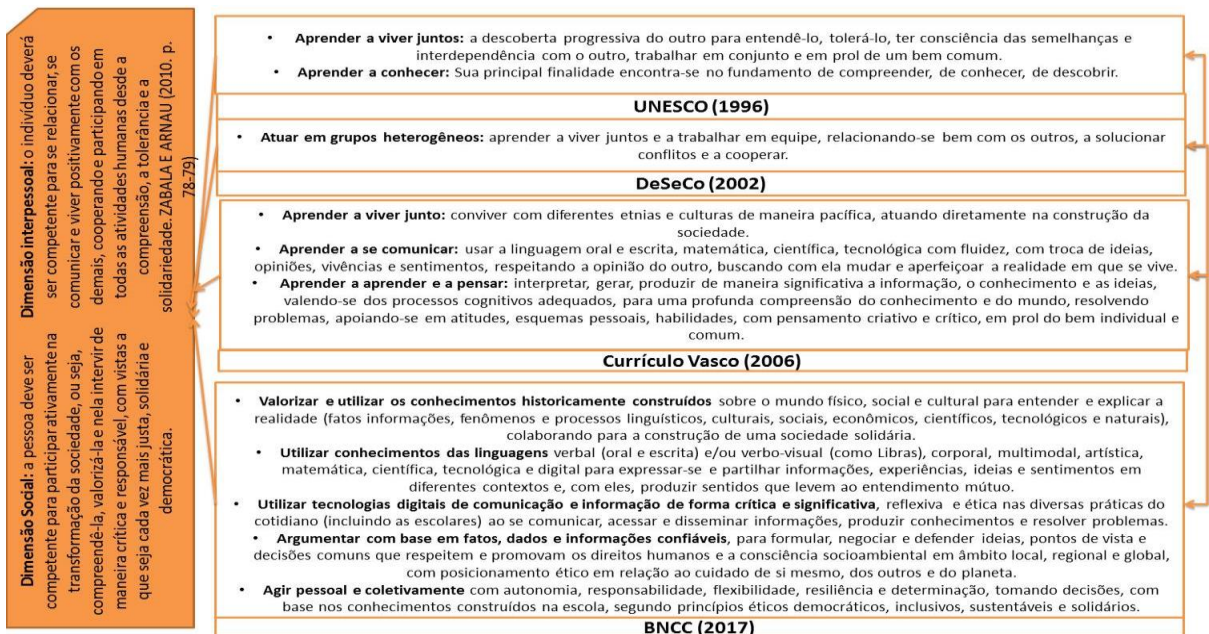 Dimensão interpessoal: o indivíduo deverá
ser competente para se relacionar, se
comunicar e viver positivamente com os
demais, cooperando e participando em
todas as atividades humanas desde a
compreensão, a tolerância e a
solidariedade. ZABALA E ARNAU (2010. p.
78-79)
Dimensão Social: a pessoa deve ser
competente para participar ativamente na
transformação da sociedade, ou seja,
compreendê-la, valorizá-la e nela intervir de
maneira crítica e responsável, com vistas a
que seja cada vez mais justa, solidária e
democrática.
• Aprender a viver juntos: a descoberta progressiva do outro para entendê-lo, tolerá-lo, ter consciência das semelhanças e
interdependência com o outro, trabalhar em conjunto e em prol de um bem comum.
• Aprender a conhecer: Sua principal finalidade encontra-se no fundamento de compreender, de conhecer, de descobrir.
UNESCO (1996)
• Atuar em grupos heterogêneos: aprender a viver juntos e a trabalhar em equipe, relacionando-se bem com os outros, a solucionar
conflitos e a cooperar.
DeSeCo (2002)
• Aprender a viver junto: conviver com diferentes etnias e culturas de maneira pacífica, atuando diretamente na construção da
sociedade.
• Aprender a se comunicar: usar a linguagem oral e escrita, matemática, científica, tecnológica com fluidez, com troca de ideias,
opiniões, vivências e sentimentos, respeitando a opinião do outro, buscando com ela mudar e aperfeiçoar a realidade em que se vive.
• Aprender a aprender e a pensar: interpretar, gerar, produzir de maneira significativa a informação, o conhecimento e as ideias,
valendo-se dos processos cognitivos adequados, para uma profunda compreensão do conhecimento e do mundo, resolvendo
problemas, apoiando-se em atitudes, esquemas pessoais, habilidades, com pensamento criativo e crítico, em prol do bem individual e
comum.
Currículo Vasco (2006)
• Valorizar e utilizar os conhecimentos historicamente construídos sobre o mundo físico, social e cultural para entender e explicar a
realidade (fatos informações, fenômenos e processos linguísticos, culturais, sociais, econômicos, científicos, tecnológicos e naturais),
colaborando para a construção de uma sociedade solidária.
• Utilizar conhecimentos das linguagens verbal (oral e escrita) e/ou verbo-visual (como Libras), corporal, multimodal, artística,
matemática, científica, tecnológica e digital para expressar-se e partilhar informações, experiências, ideias e sentimentos em
diferentes contextos e, com eles, produzir sentidos que levem ao entendimento mútuo.
• Utilizar tecnologias digitais de comunicação e informação de forma crítica e significativa, reflexiva e ética nas diversas práticas do
cotidiano (incluindo as escolares) ao se comunicar, acessar e disseminar informações, produzir conhecimentos e resolver problemas.
• Argumentar com base em fatos, dados e informações confiáveis, para formular, negociar e defender ideias, pontos de vista e
decisões comuns que respeitem e promovam os direitos humanos e a consciência socioambiental em âmbito local, regional e global,
com posicionamento ético em relação ao cuidado de si mesmo, dos outros e do planeta.
• Agir pessoal e coletivamente com autonomia, responsabilidade, flexibilidade, resiliência e determinação, tomando decisões, com
base nos conhecimentos construídos na escola, segundo princípios éticos democráticos, inclusivos, sustentáveis e solidários.
BNCC (2017)